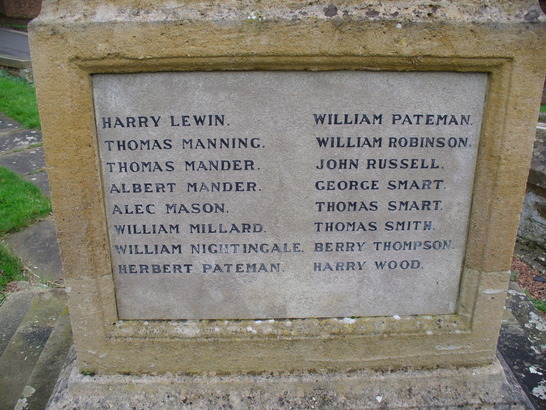 HARRY LEWIN.
THOMAS MANNING.
THOMAS MANDER.
ALBERT MANDER.
ALEC MASON.
WILLIAM MILLARD.
WILLIAM NIGHTINGALE.
HERBERT PATEMAN.
WILLIAM PATEMAN.
WILLIAM ROBINSON.
JOHN RUSSELL.
GEORGE SMART.
THOMAS SMART.
THOMAS SMITH.
BERRY THOMPSON.
HARRY WOOD.